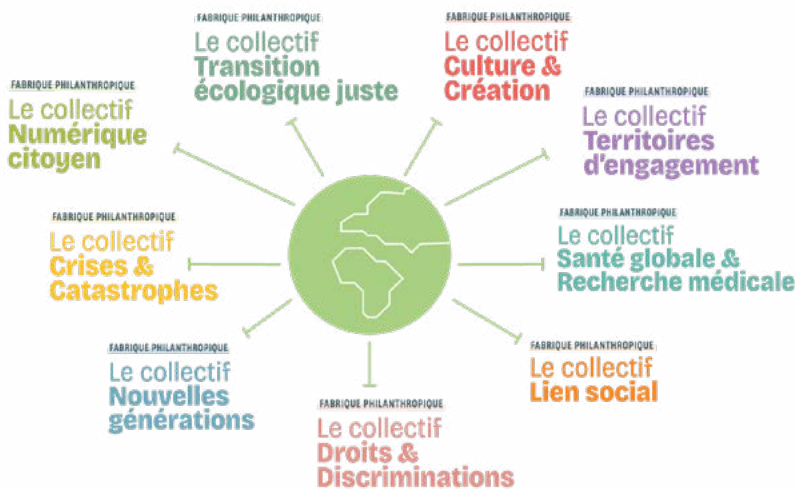 FABRIQUE PHILANTHROPIQUE
Le collectif
Transition
écologique juste
FABRIQUE PHILANTHROPIQUE
Le collectif
Culture &
Création
FABRIQUE PHILANTHROPIQUE
Le collectif
Numérique
citoyen
FABRIQUE PHILANTHROPIQUE
Le collectif
Territoires
d'engagement
FABRIQUE PHILANTHROPIQUE
Le collectif
Crises &
Catastrophes
FABRIQUE PHILANTHROPIQUE
Le collectif
Santé globale &
Recherche médicale
FABRIQUE PHILANTHROPIQUE
Le collectif
Nouvelles
générations
FABRIQUE PHILANTHROPIQUE
Le collectif
Lien social
FABRIQUE PHILANTHROPIQUE
Le collectif
Droits &
Discriminations